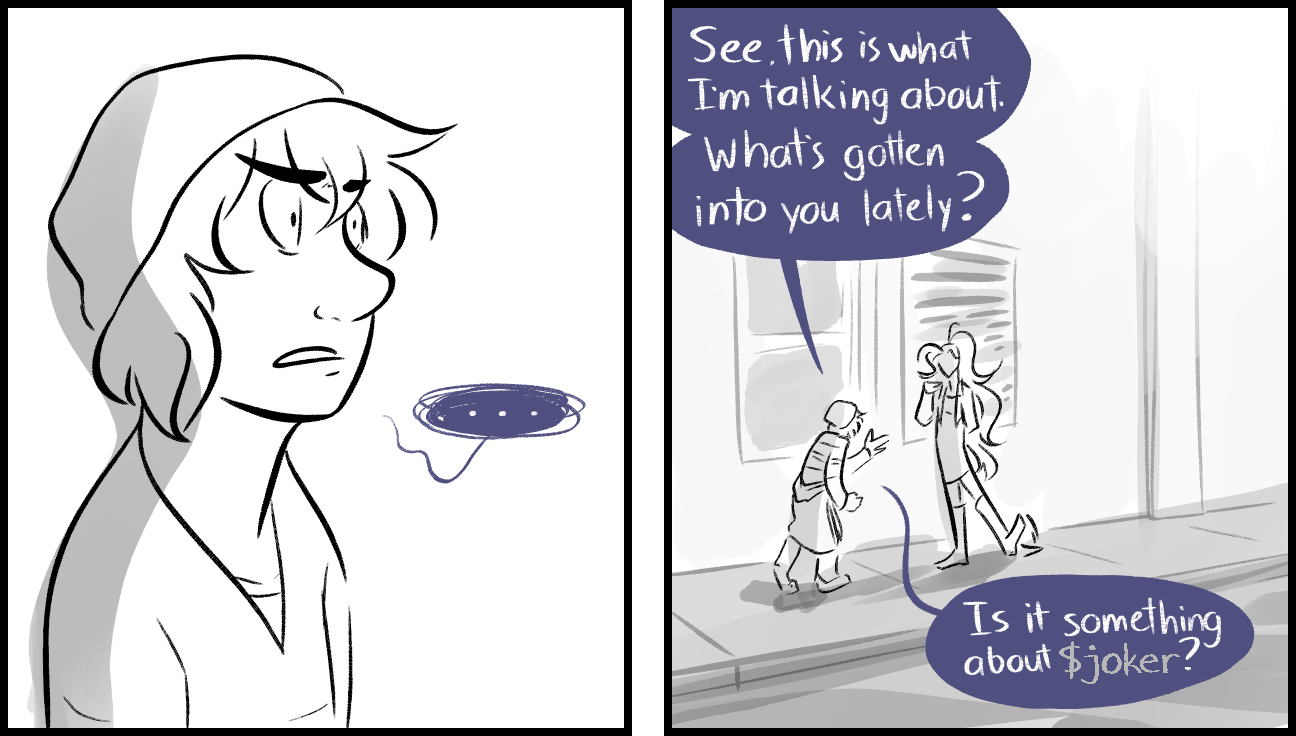 ...
See, this is what
I'm talking about.
What's gotten
into you lately?
Is it something
about $joker?